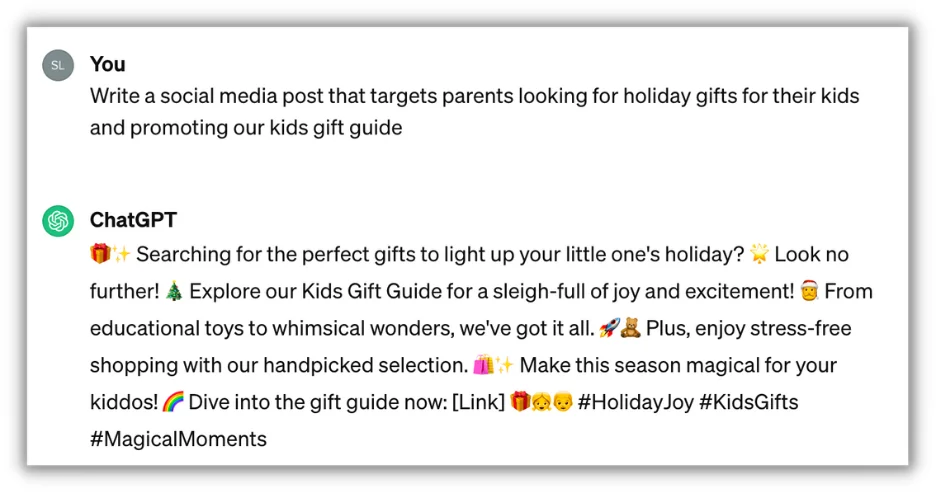 SL
You
Write a social media post that targets parents looking for holiday gifts for their kids
and promoting our kids gift guide
ChatGPT
🎁✨ Searching for the perfect gifts to light up your little one's holiday? 🌟 Look no
further! 🎄 Explore our Kids Gift Guide for a sleigh-full of joy and excitement! 🎅 From
educational toys to whimsical wonders, we've got it all. 🚀🧸 Plus, enjoy stress-free
shopping with our handpicked selection. 🛍️✨ Make this season magical for your
kiddos! 🌈 Dive into the gift guide now: [Link] 🎁👧👦 #HolidayJoy #KidsGifts
#MagicalMoments